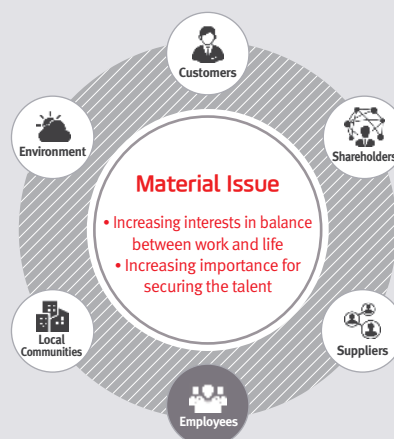 Customers
Environment
Shareholders
Material Issue
• Increasing interests in balance
between work and life
• Increasing importance for
securing the talent
Local
Communities
Suppliers
Employees